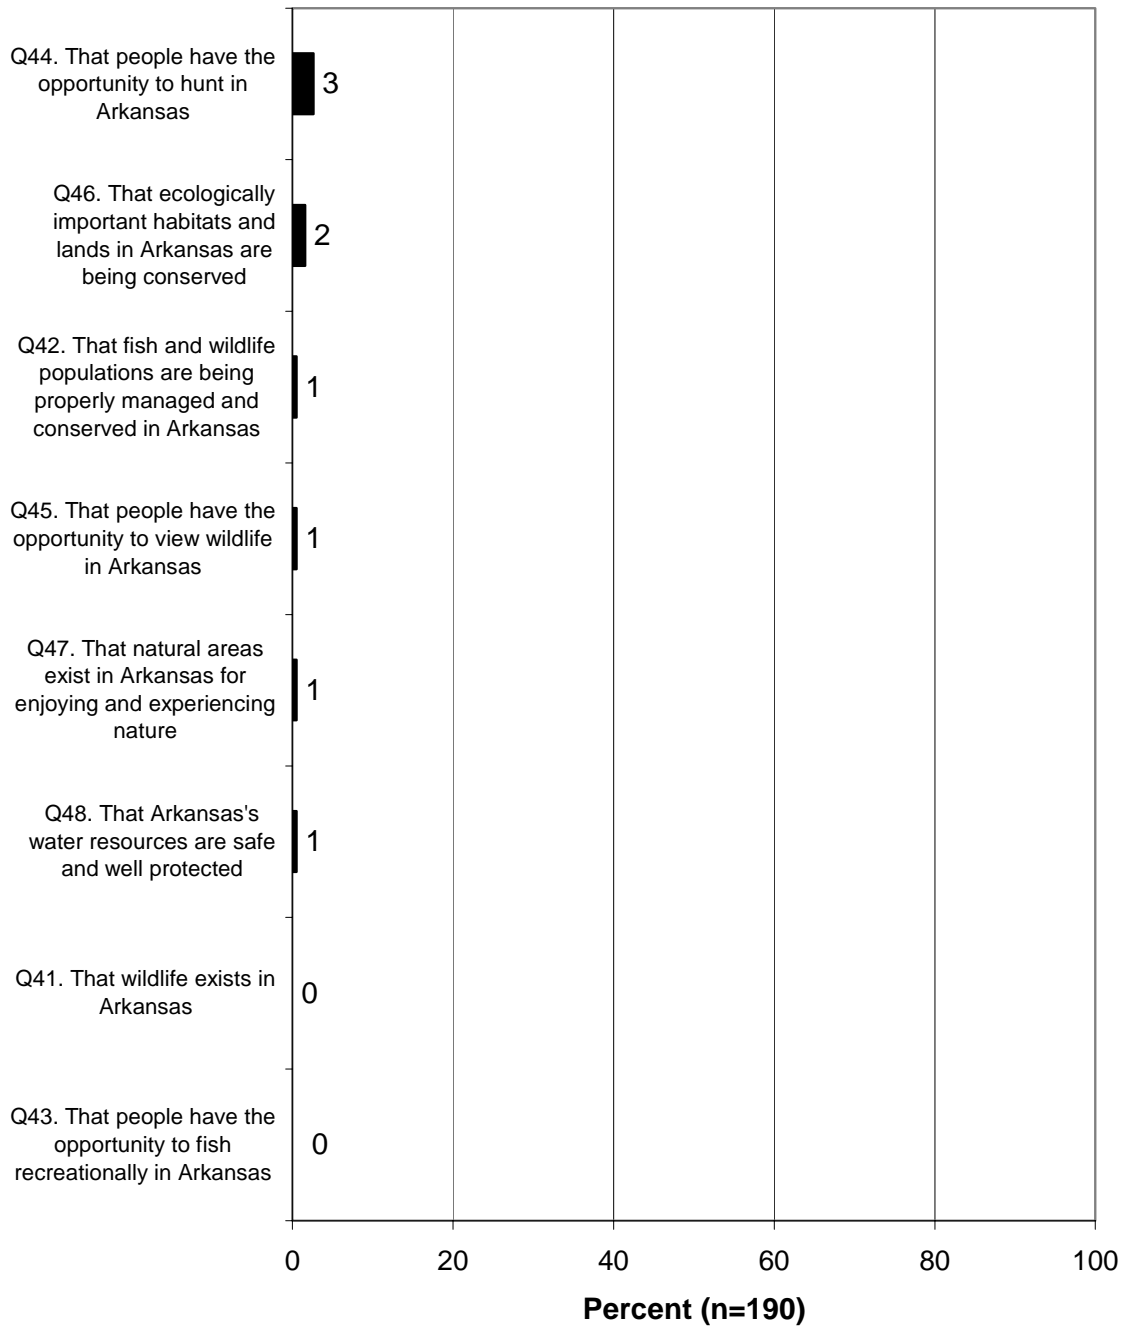 Q44. That people have the
opportunity to hunt in
Arkansas
3
Q46. That ecologically
important habitats and
lands in Arkansas are
being conserved
2
Q42. That fish and wildlife
populations are being
properly managed and
conserved in Arkansas
1
Q45. That people have the
opportunity to view wildlife
in Arkansas
1
Q47. That natural areas
exist in Arkansas for
enjoying and experiencing
nature
1
Q48. That Arkansas's
water resources are safe
and well protected
1
Q41. That wildlife exists in
Arkansas
0
Q43. That people have the
opportunity to fish
recreationally in Arkansas
0
0 20 40 60 80 100
Percent (n=190)